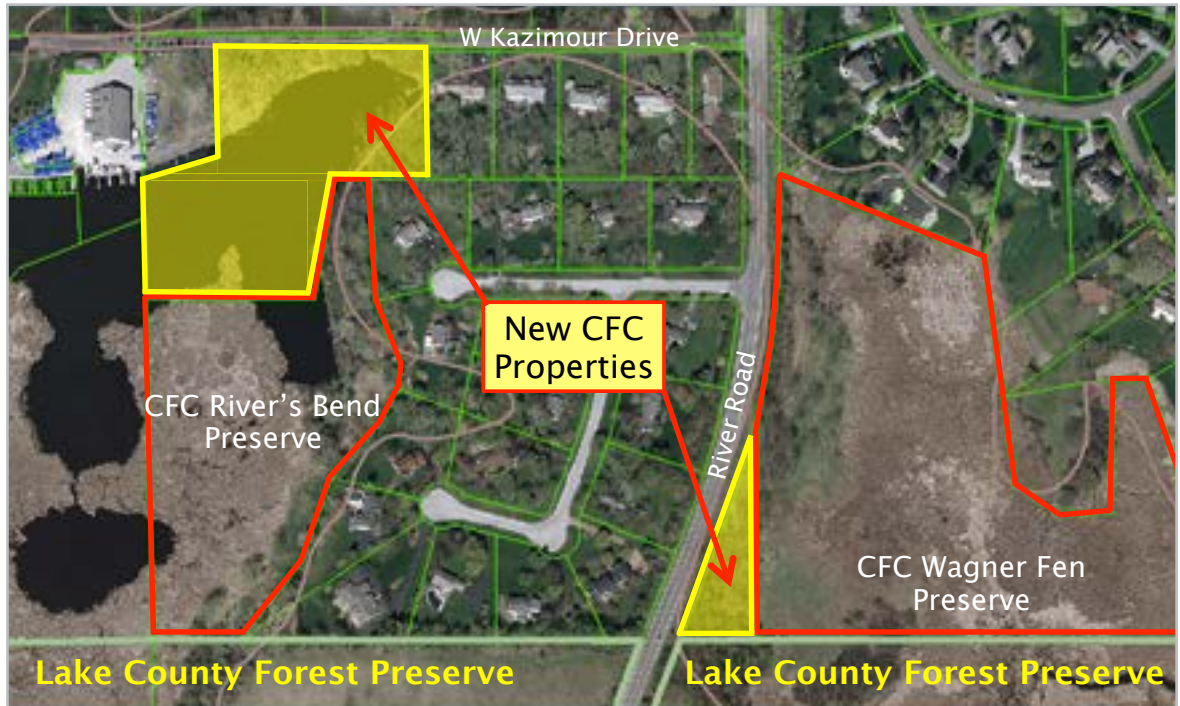 W Kazimour Drive
New CFC
Properties
River Road
CFC River's Bend
Preserve
CFC Wagner Fen
Preserve
Lake County Forest Preserve
Lake County Forest Preserve